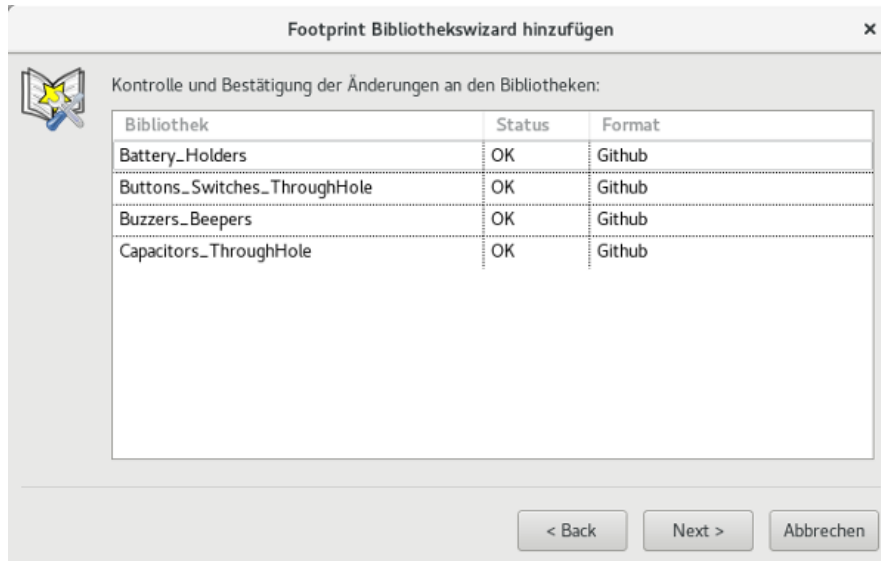 Footprint Bibliothekswizard hinzufügen ×
Kontrolle und Bestätigung der Änderungen an den Bibliotheken:
Bibliothek Status Format
Battery_Holders OK Github
Buttons_Switches_ThroughHole OK Github
Buzzers_Beepers OK Github
Capacitors_ThroughHole OK Github
< Back Next > Abbrechen